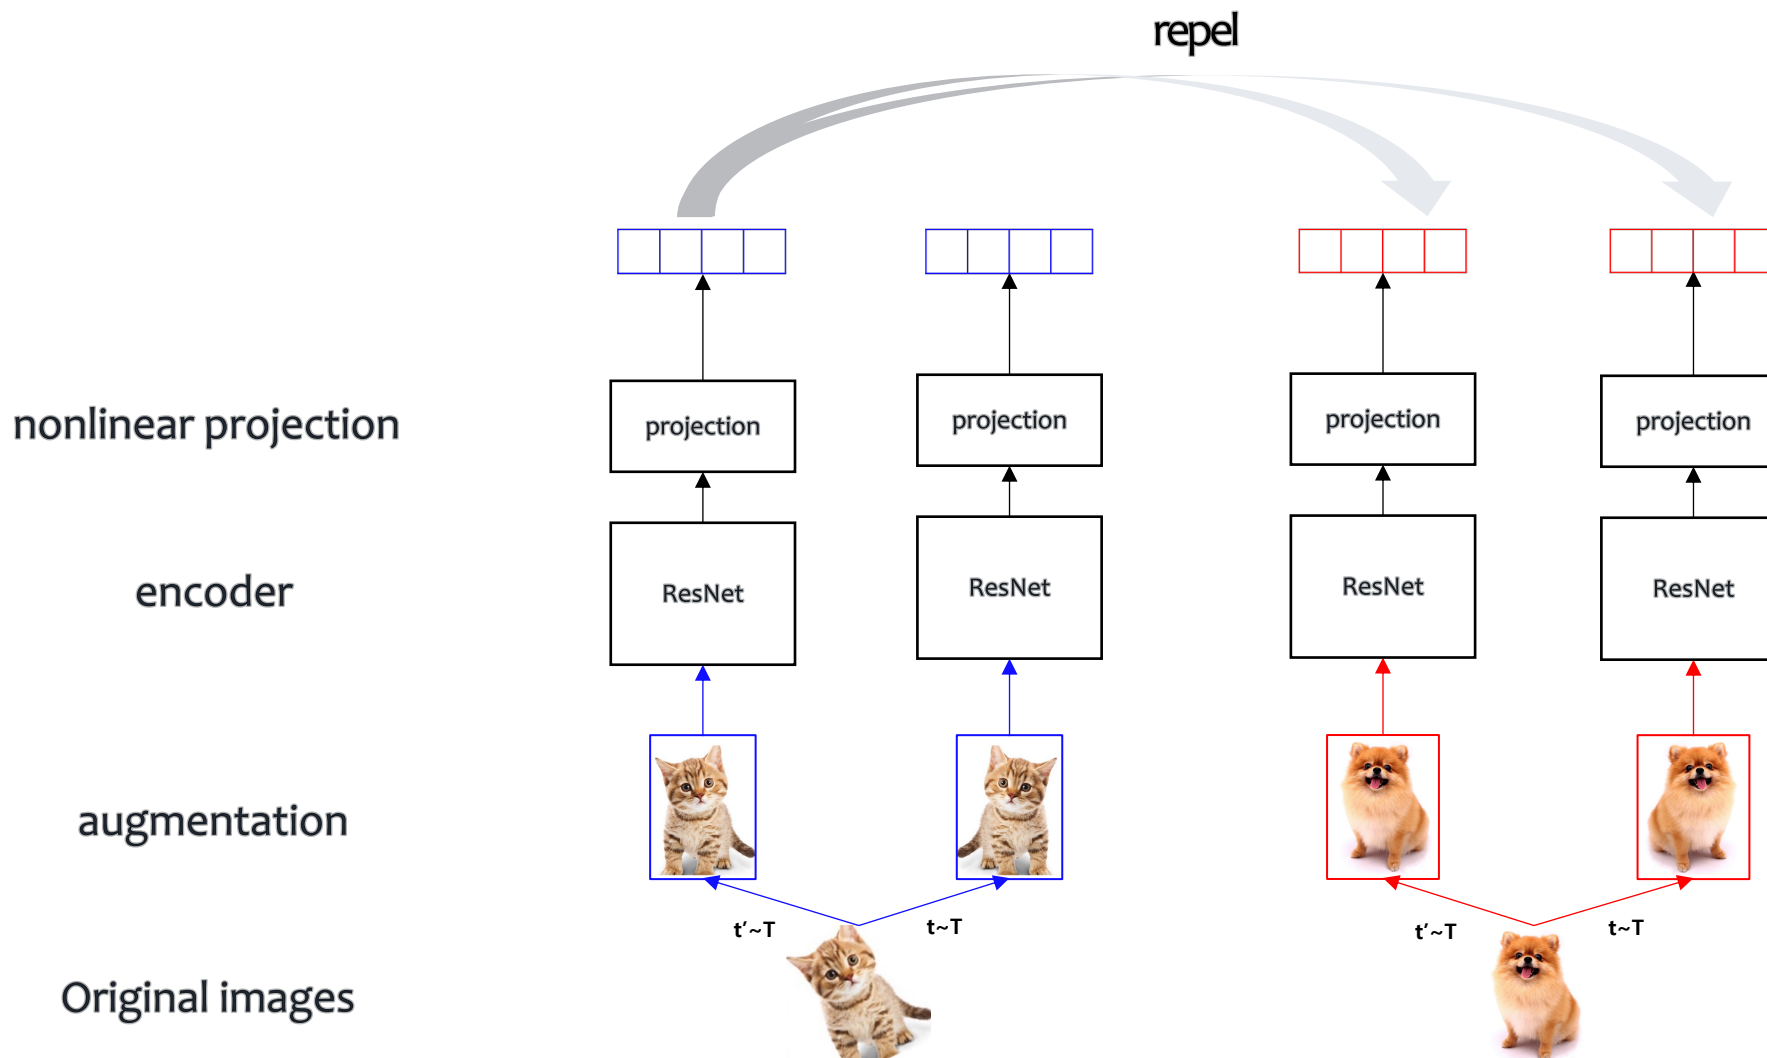 repel
nonlinear projection
projection
projection
projection
projection
encoder
ResNet
ResNet
ResNet
ResNet
augmentation
t’~T
t~T
t’~T
t~T
Original images